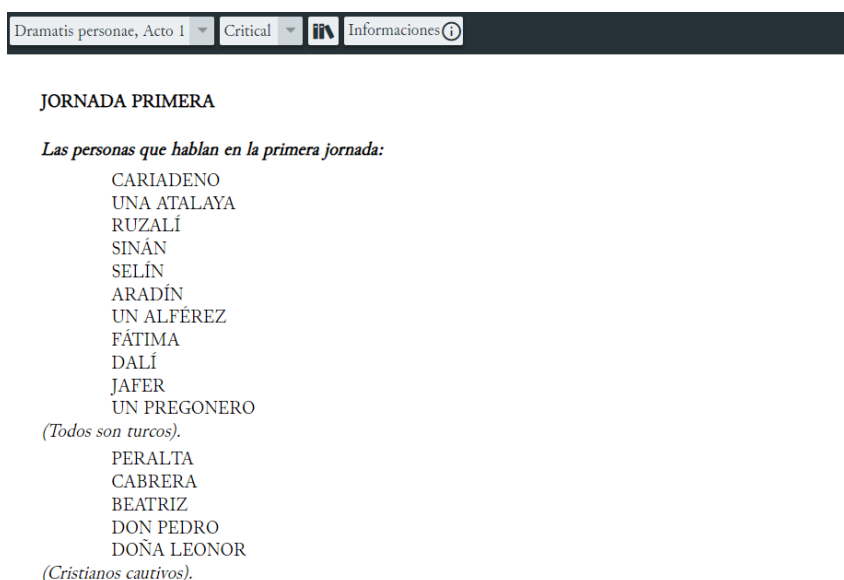 Dramatis personae, Acto 1 Critical Informaciones
JORNADA PRIMERA
Las personas que hablan en la primera jornada:
CARIADENO
UNA ATALAYA
RUZALÍ
SINÁN
SELÍN
ARADÍN
UN ALFÉREZ
FÁTIMA
DALÍ
JAFER
UN PREGONERO
(Todos son turcos).
PERALTA
CABRERA
BEATRIZ
DON PEDRO
DOÑA LEONOR
(Cristianos cautivos).